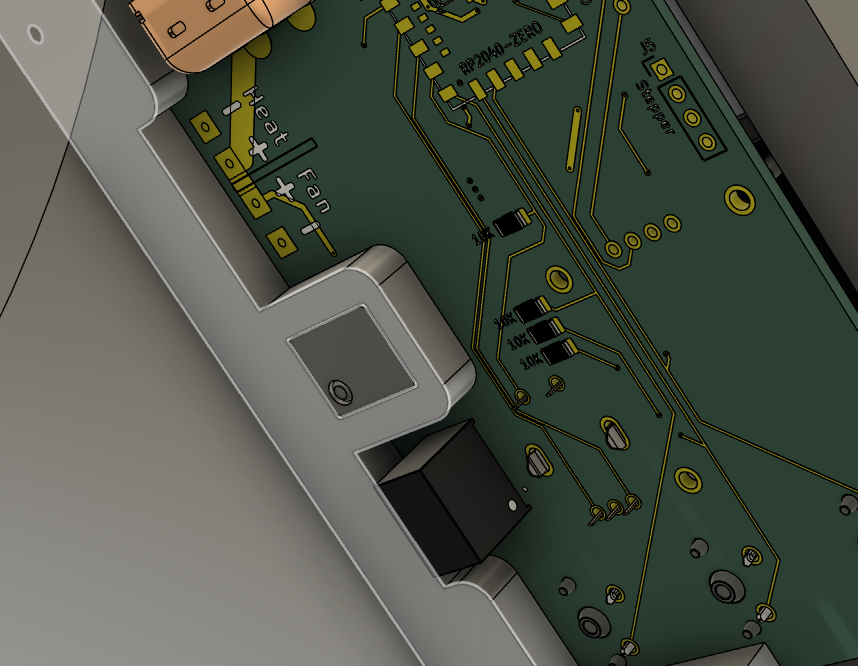 RP2040-ZERO
J5
Stepper
Heat
+
Fan
+
10K
10K
10K
10K